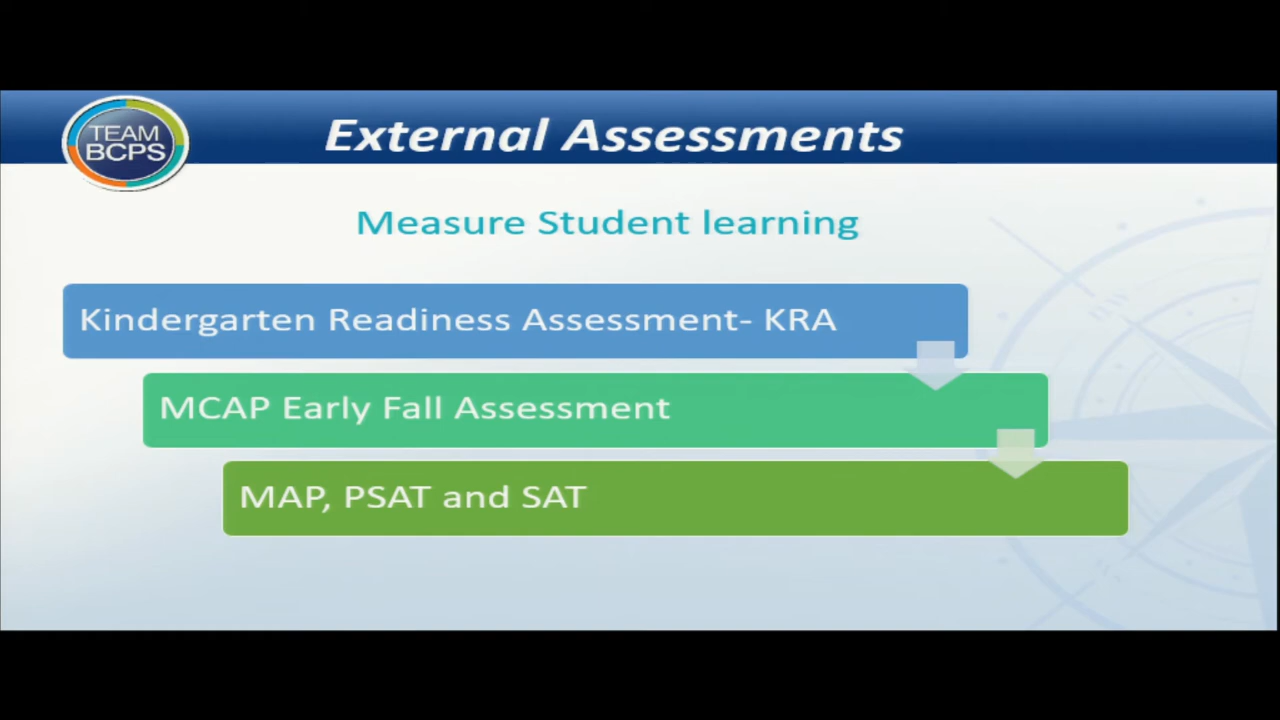 TEAM
BCPS
External Assessments
Measure Student learning
Kindergarten Readiness Assessment- KRA
MCAP Early Fall Assessment
MAP, PSAT and SAT